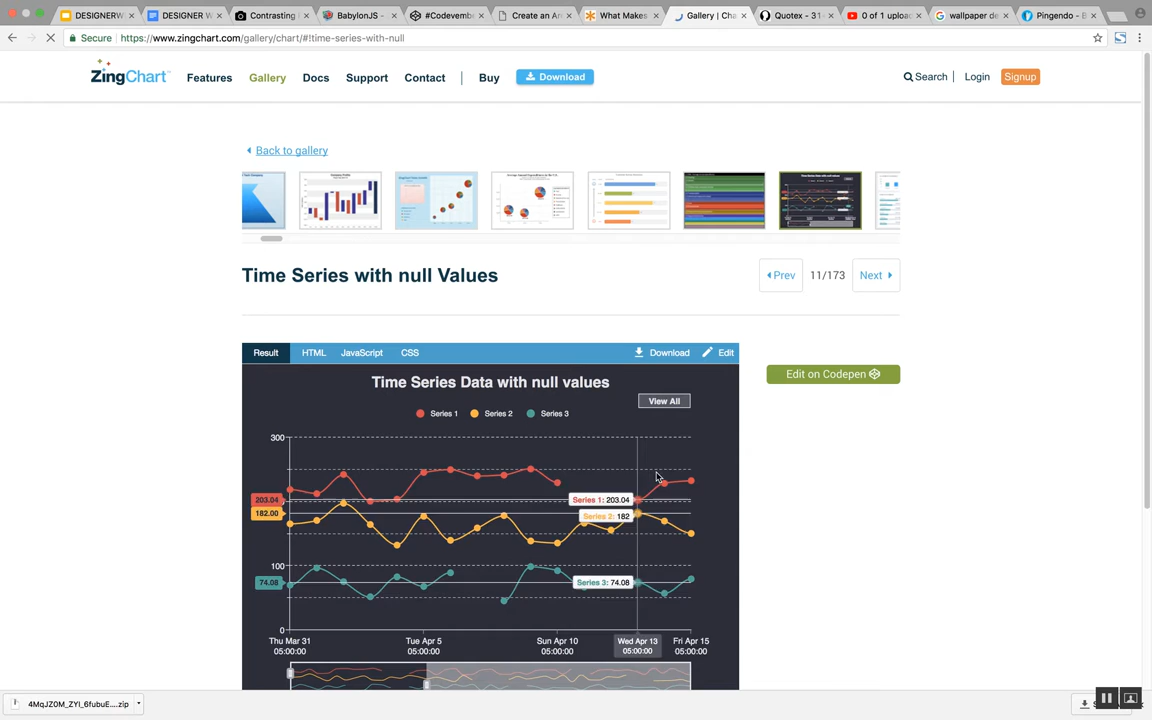 DESIGNERW
DESIGNER W
Contrasting
BabylonJS -
#Codevemb
Create an Ar
What Makes
Gallery | Cha
Quotex - 31
0 of 1 uploa
wallpaper de
Pingendo - B
Secure
https://www.zingchart.com/gallery/chart/#!time-series-with-null
ZingChart
Features
Gallery
Docs
Support
Contact
Buy
Download
Search
Login
Signup
Back to gallery
Time Series with null Values
Prev
11/173
Next
Result
HTML
JavaScript
CSS
Download
Edit
Edit on Codepen
Time Series Data with null values
View All
Series 1
Series 2
Series 3
300
203.04
Series 1: 203.04
182.00
Series 2: 182
100
74.08
Series 3: 74.08
0
Thu Mar 31
05:00:00
Tue Apr 5
05:00:00
Sun Apr 10
05:00:00
Wed Apr 13
05:00:00
Fri Apr 15
05:00:00
4MqJZ0M_ZYI_6fubuE....zip